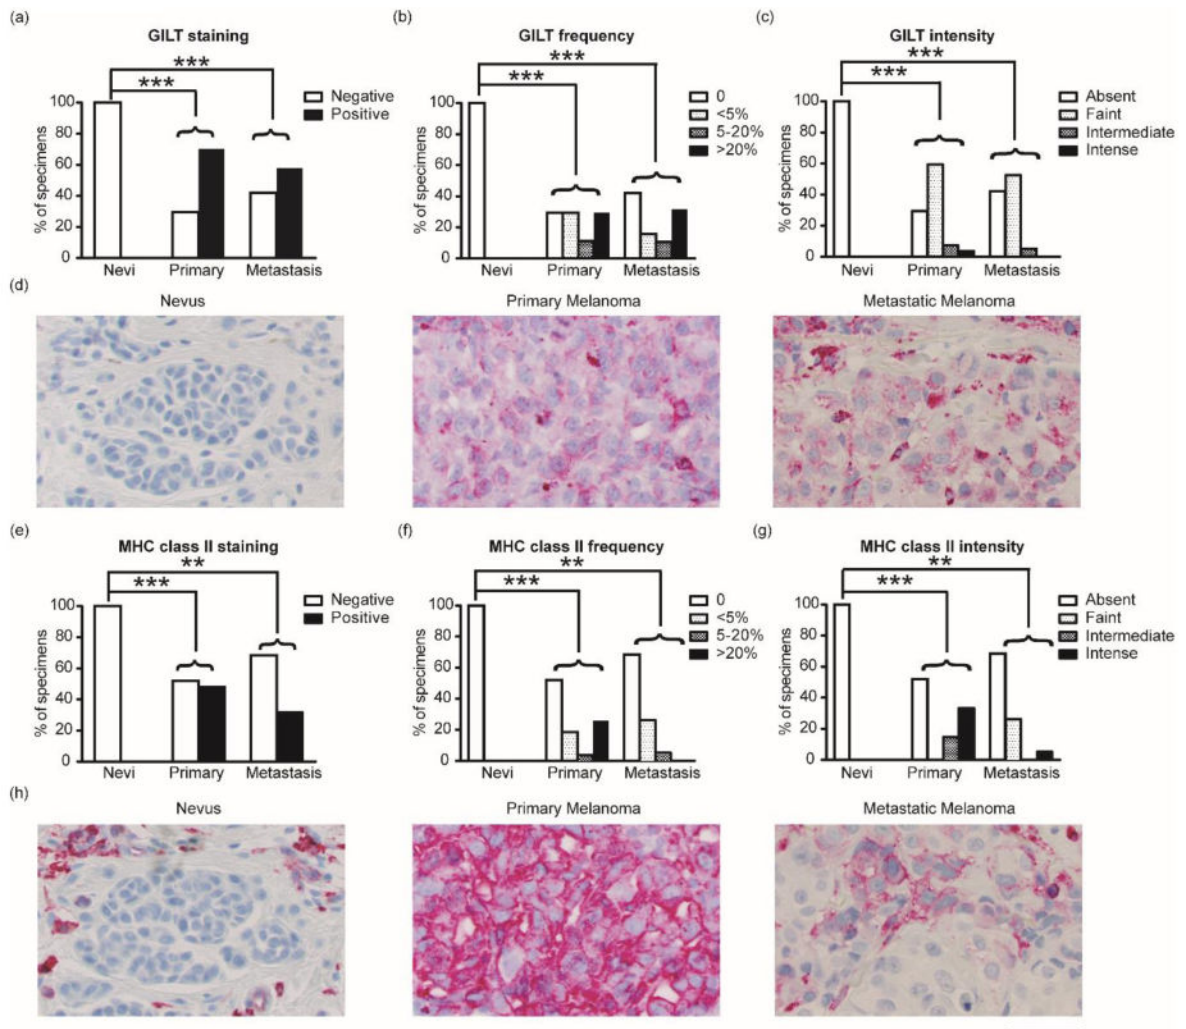 (a)
GILT staining
***
***
Negative
Positive
% of specimens
100
80
60
40
20
0
Nevi
Primary
Metastasis
(b)
GILT frequency
***
***
0
<5%
5-20%
>20%
% of specimens
100
80
60
40
20
0
Nevi
Primary
Metastasis
(c)
GILT intensity
***
***
Absent
Faint
Intermediate
Intense
% of specimens
100
80
60
40
20
0
Nevi
Primary
Metastasis
(d)
Nevus
Primary Melanoma
Metastatic Melanoma
(e)
MHC class II staining
**
***
Negative
Positive
% of specimens
100
80
60
40
20
0
Nevi
Primary
Metastasis
(f)
MHC class II frequency
**
***
0
<5%
5-20%
>20%
% of specimens
100
80
60
40
20
0
Nevi
Primary
Metastasis
(g)
MHC class II intensity
**
***
Absent
Faint
Intermediate
Intense
% of specimens
100
80
60
40
20
0
Nevi
Primary
Metastasis
(h)
Nevus
Primary Melanoma
Metastatic Melanoma